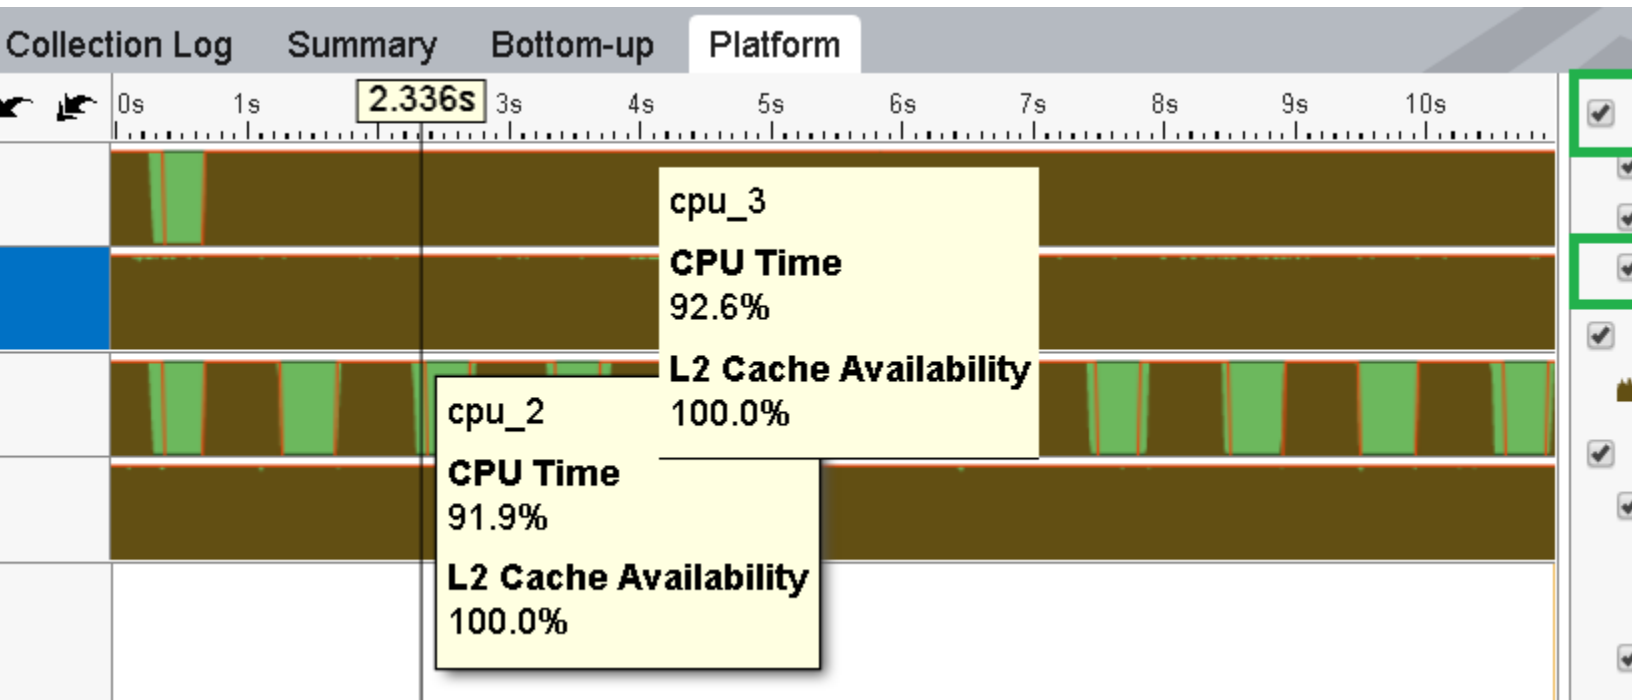 Collection Log Summary Bottom-up Platform
0s 1s 2.336s 3s 4s 5s 6s 7s 8s 9s 10s
cpu_3
CPU Time
92.6%
L2 Cache Availability
100.0%
cpu_2
CPU Time
91.9%
L2 Cache Availability
100.0%